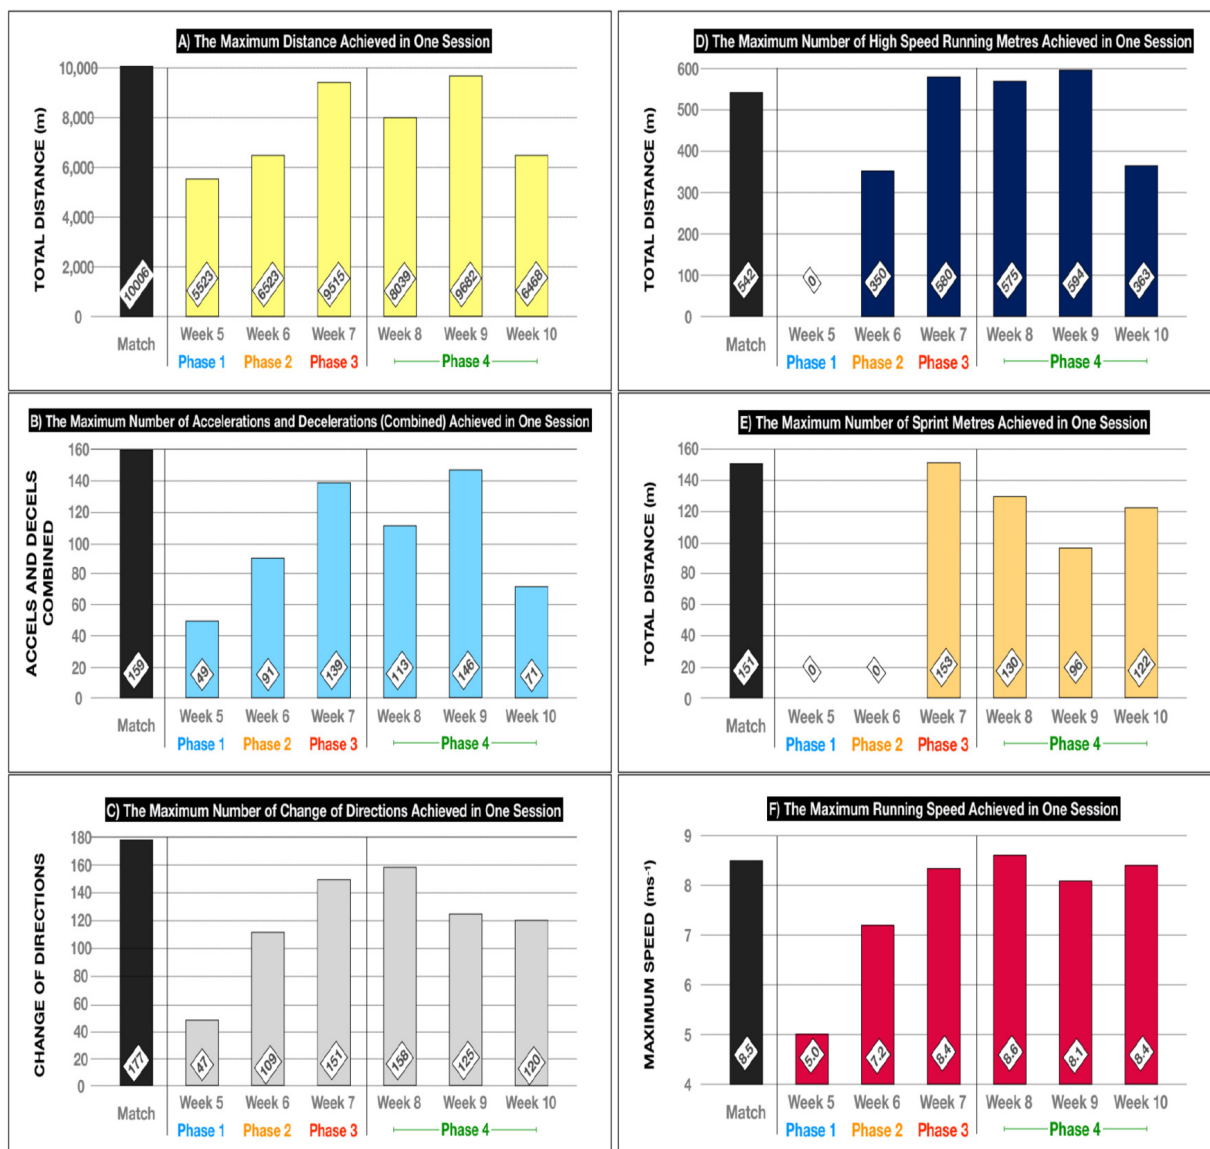 A) The Maximum Distance Achieved in One Session
TOTAL DISTANCE (m)
10,000
8,000
6,000
4,000
2,000
0
10006
5523
6523
9515
8039
9682
6468
Match
Week 5
Week 6
Week 7
Week 8
Week 9
Week 10
Phase 1
Phase 2
Phase 3
Phase 4
D) The Maximum Number of High Speed Running Metres Achieved in One Session
TOTAL DISTANCE (m)
600
500
400
300
200
100
0
542
0
350
580
575
594
363
Match
Week 5
Week 6
Week 7
Week 8
Week 9
Week 10
Phase 1
Phase 2
Phase 3
Phase 4
B) The Maximum Number of Accelerations and Decelerations (Combined) Achieved in One Session
ACCELS AND DECELS
COMBINED
160
140
120
100
80
60
40
20
0
159
49
91
139
113
146
71
Match
Week 5
Week 6
Week 7
Week 8
Week 9
Week 10
Phase 1
Phase 2
Phase 3
Phase 4
E) The Maximum Number of Sprint Metres Achieved in One Session
TOTAL DISTANCE (m)
160
140
120
100
80
60
40
20
0
151
0
0
153
130
96
122
Match
Week 5
Week 6
Week 7
Week 8
Week 9
Week 10
Phase 1
Phase 2
Phase 3
Phase 4
C) The Maximum Number of Change of Directions Achieved in One Session
CHANGE OF DIRECTIONS
180
160
140
120
100
80
60
40
20
0
177
47
109
151
158
125
120
Match
Week 5
Week 6
Week 7
Week 8
Week 9
Week 10
Phase 1
Phase 2
Phase 3
Phase 4
F) The Maximum Running Speed Achieved in One Session
MAXIMUM SPEED (ms⁻¹)
9
8
7
6
5
4
8.5
5.0
7.2
8.4
8.6
8.1
8.4
Match
Week 5
Week 6
Week 7
Week 8
Week 9
Week 10
Phase 1
Phase 2
Phase 3
Phase 4